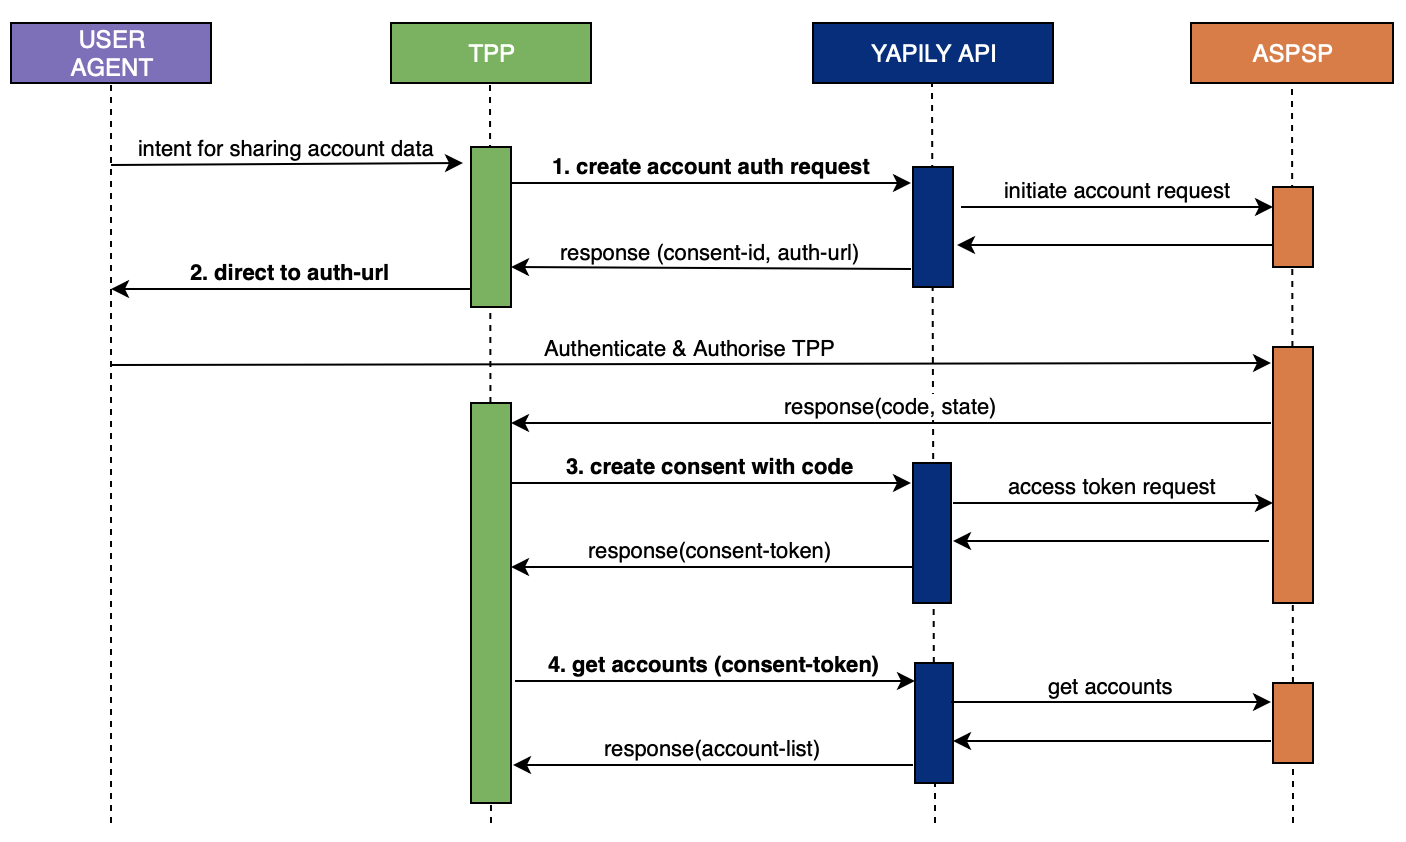 USER
AGENT
TPP
YAPILY API
ASPSP
intent for sharing account data
1. create account auth request
initiate account request
response (consent-id, auth-url)
2. direct to auth-url
Authenticate & Authorise TPP
response(code, state)
3. create consent with code
access token request
response(consent-token)
4. get accounts (consent-token)
get accounts
response(account-list)